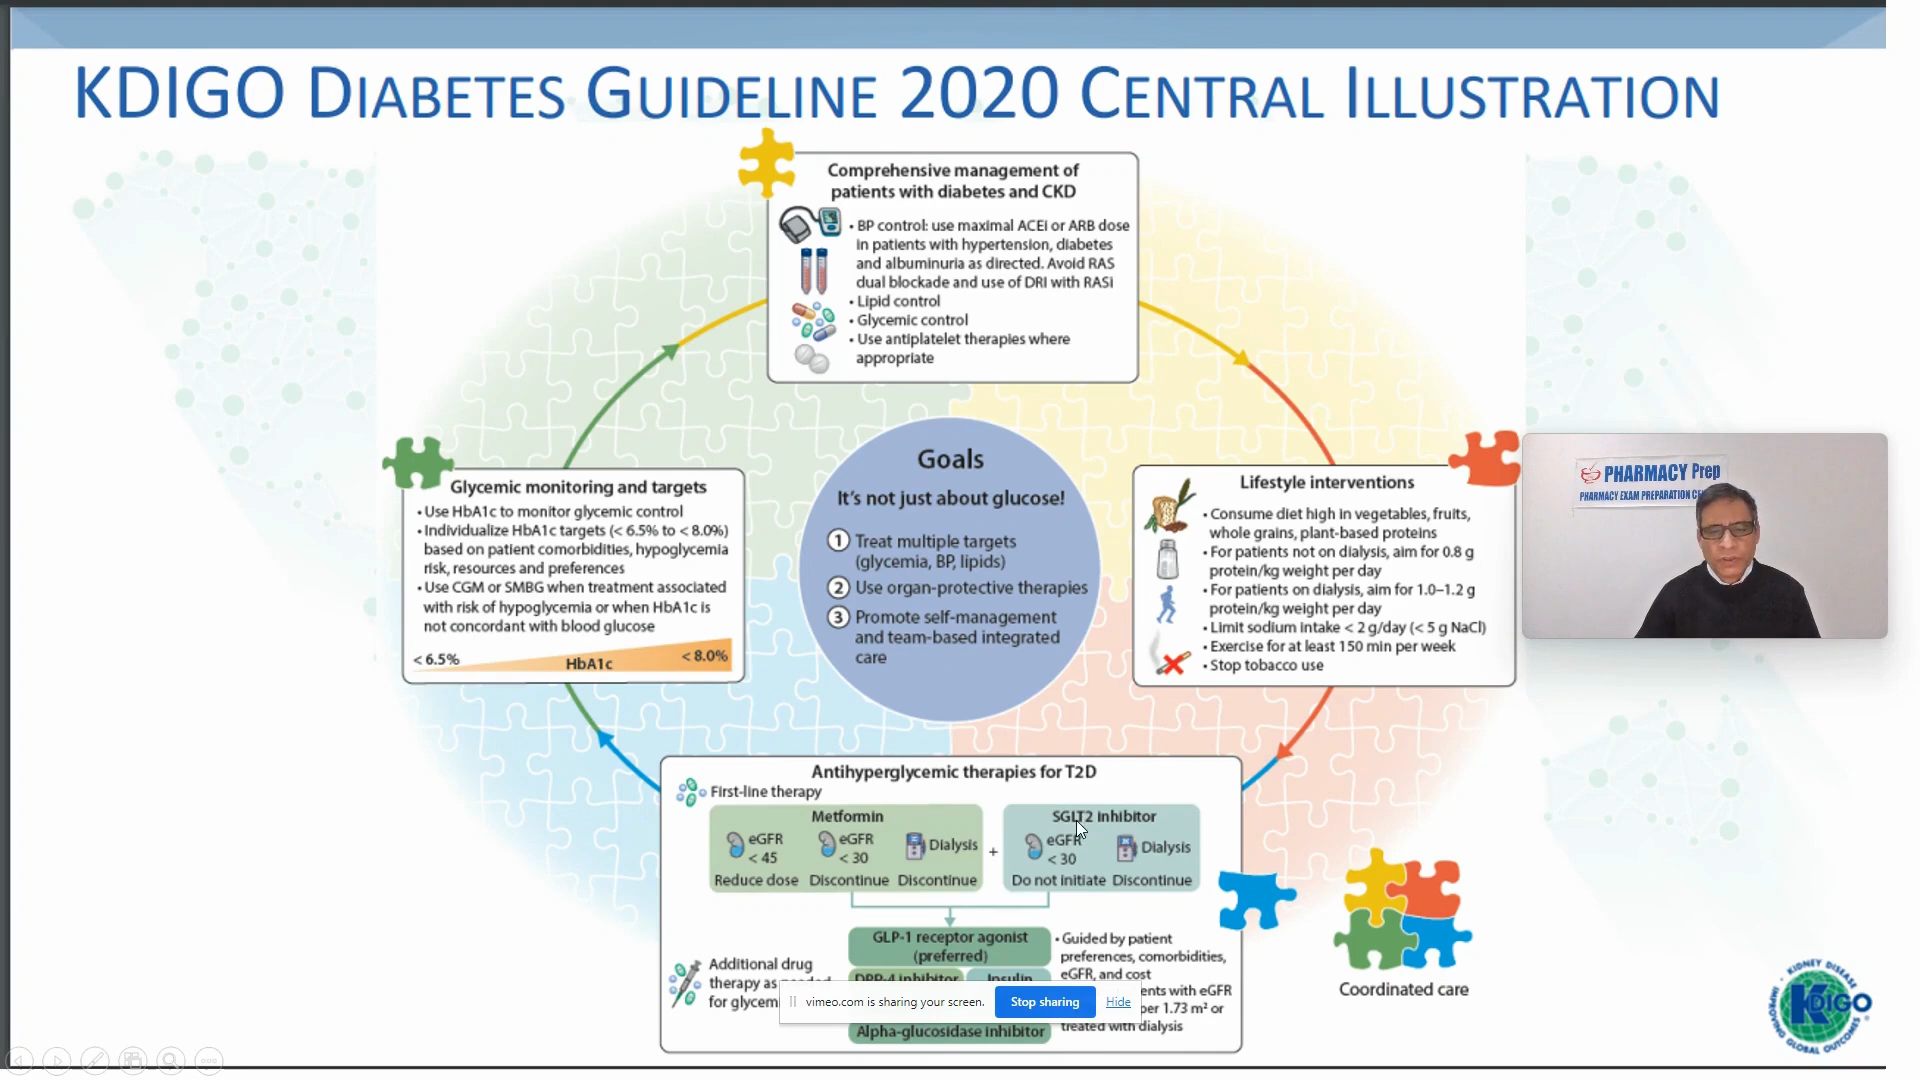 KDIGO DIABETES GUIDELINE 2020 CENTRAL ILLUSTRATION
Comprehensive management of
patients with diabetes and CKD
• BP control: use maximal ACEi or ARB dose
in patients with hypertension, diabetes
and albuminuria as directed. Avoid RAS
dual blockade and use of DRI with RASi
• Lipid control
• Glycemic control
• Use antiplatelet therapies where
appropriate
Glycemic monitoring and targets
• Use HbA1c to monitor glycemic control
• Individualize HbA1c targets (< 6.5% to < 8.0%)
based on patient comorbidities, hypoglycemia
risk, resources and preferences
• Use CGM or SMBG when treatment associated
with risk of hypoglycemia or when HbA1c is
not concordant with blood glucose
< 6.5%
HbA1c
< 8.0%
Goals
It's not just about glucose!
1 Treat multiple targets
(glycemia, BP, lipids)
2 Use organ-protective therapies
3 Promote self-management
and team-based integrated
care
Lifestyle interventions
• Consume diet high in vegetables, fruits,
whole grains, plant-based proteins
• For patients not on dialysis, aim for 0.8 g
protein/kg weight per day
• For patients on dialysis, aim for 1.0–1.2 g
protein/kg weight per day
• Limit sodium intake < 2 g/day (< 5 g NaCl)
• Exercise for at least 150 min per week
• Stop tobacco use
PHARMACY Prep
PHARMACY EXAM PREPARATION
Antihyperglycemic therapies for T2D
First-line therapy
Metformin
eGFR
< 45
Reduce dose
eGFR
< 30
Discontinue
Dialysis
Discontinue
+
SGLT2 inhibitor
eGFR
< 30
Do not initiate
Dialysis
Discontinue
GLP-1 receptor agonist
(preferred)
DPP-4 inhibitor
Insulin
Alpha-glucosidase inhibitor
Additional drug
therapy as needed
for
• Guided by patient
preferences, comorbidities,
eGFR, and cost
with eGFR
per 1.73 m² or
treated with dialysis
vimeo.com is sharing your screen.
Stop sharing
Hide
Coordinated care
KIDNEY DISEASE
KDIGO
IMPROVING GLOBAL OUTCOMES